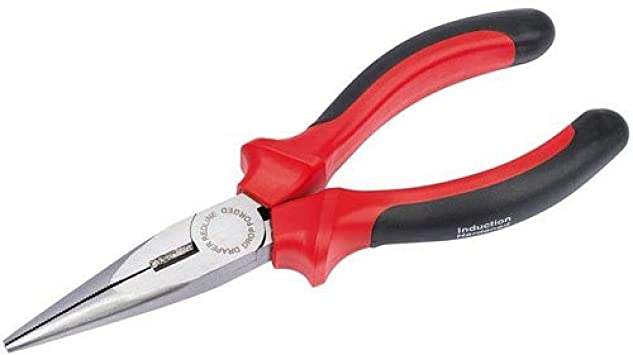 DRAPER REDLINE
FORGED
Induction
Hardened